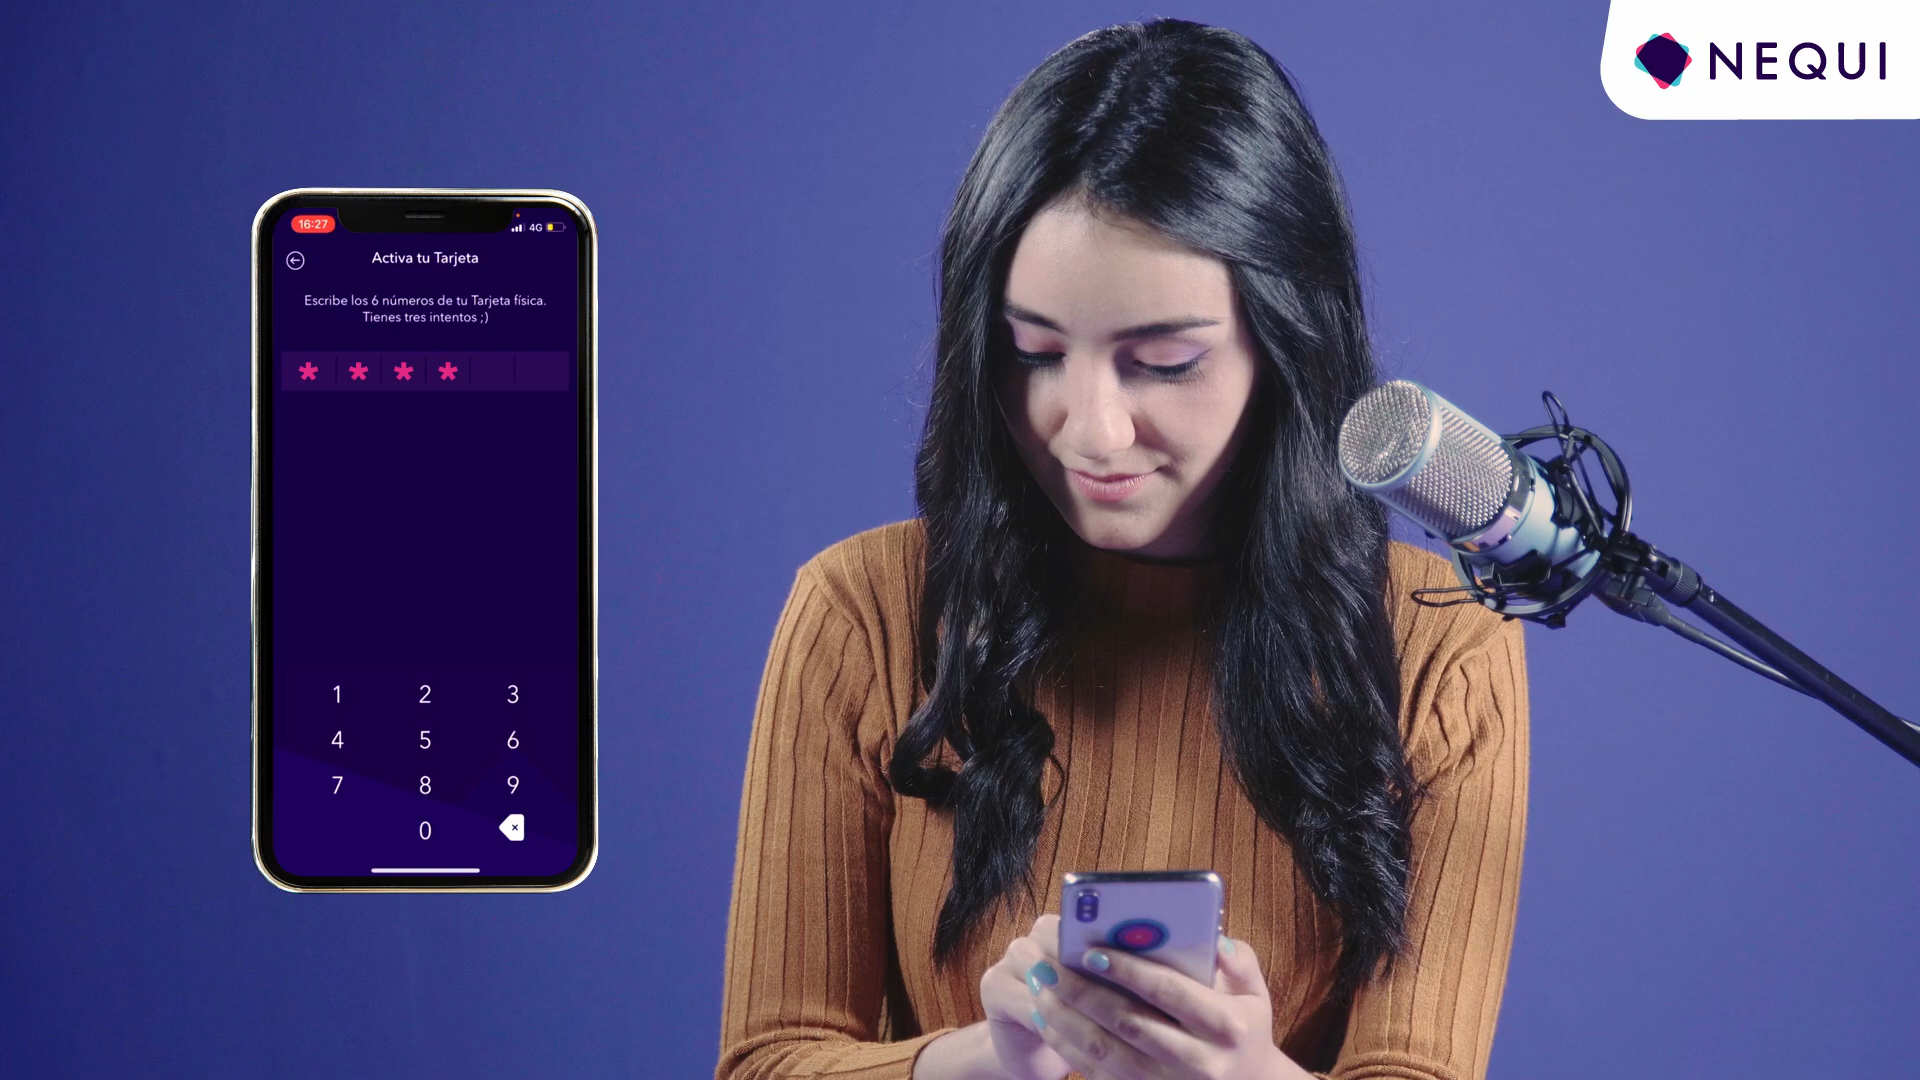 NEQUI
16:27
4G
Activa tu Tarjeta
Escribe los 6 números de tu Tarjeta física.
Tienes tres intentos ;)
* * * *
1 2 3
4 5 6
7 8 9
0